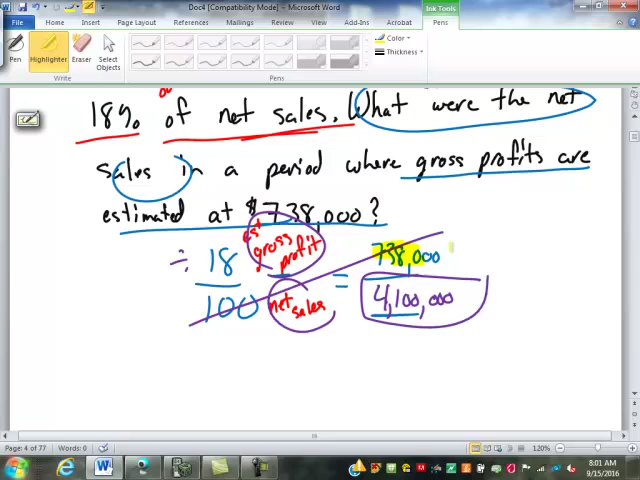 Doc4 [Compatibility Mode] - Microsoft Word
Ink Tools
File Home Insert Page Layout References Mailings Review View Add-Ins Acrobat Pens
Pen Highlighter Eraser Select Objects
Color
Thickness
Write
Pens
18% of net sales. What were the net
sales in a period where gross profits are
estimated at $738,000?
÷ 18 est gross profit 738,000
=
100 net sales 4,100,000
Page: 4 of 77 Words: 0 120%
8:01 AM
9/15/2016